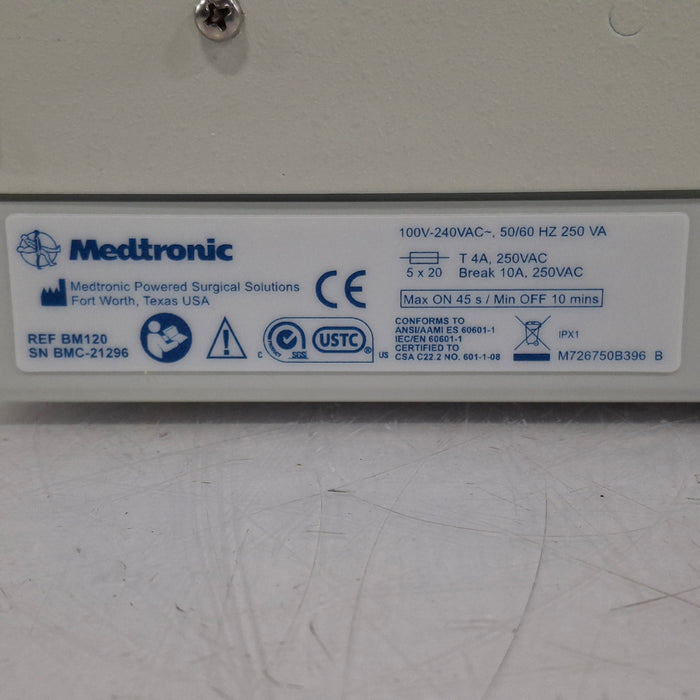 Medtronic
Medtronic Powered Surgical Solutions
Fort Worth, Texas USA
CE
REF BM120
SN BMC-21296
C SGS USTC ® US
100V-240VAC~, 50/60 HZ 250 VA
T 4A, 250VAC
5 x 20 Break 10A, 250VAC
Max ON 45 s / Min OFF 10 mins
CONFORMS TO
ANSI/AAMI ES 60601-1
IEC/EN 60601-1
CERTIFIED TO
CSA C22.2 NO. 601-1-08
IPX1
M726750B396 B